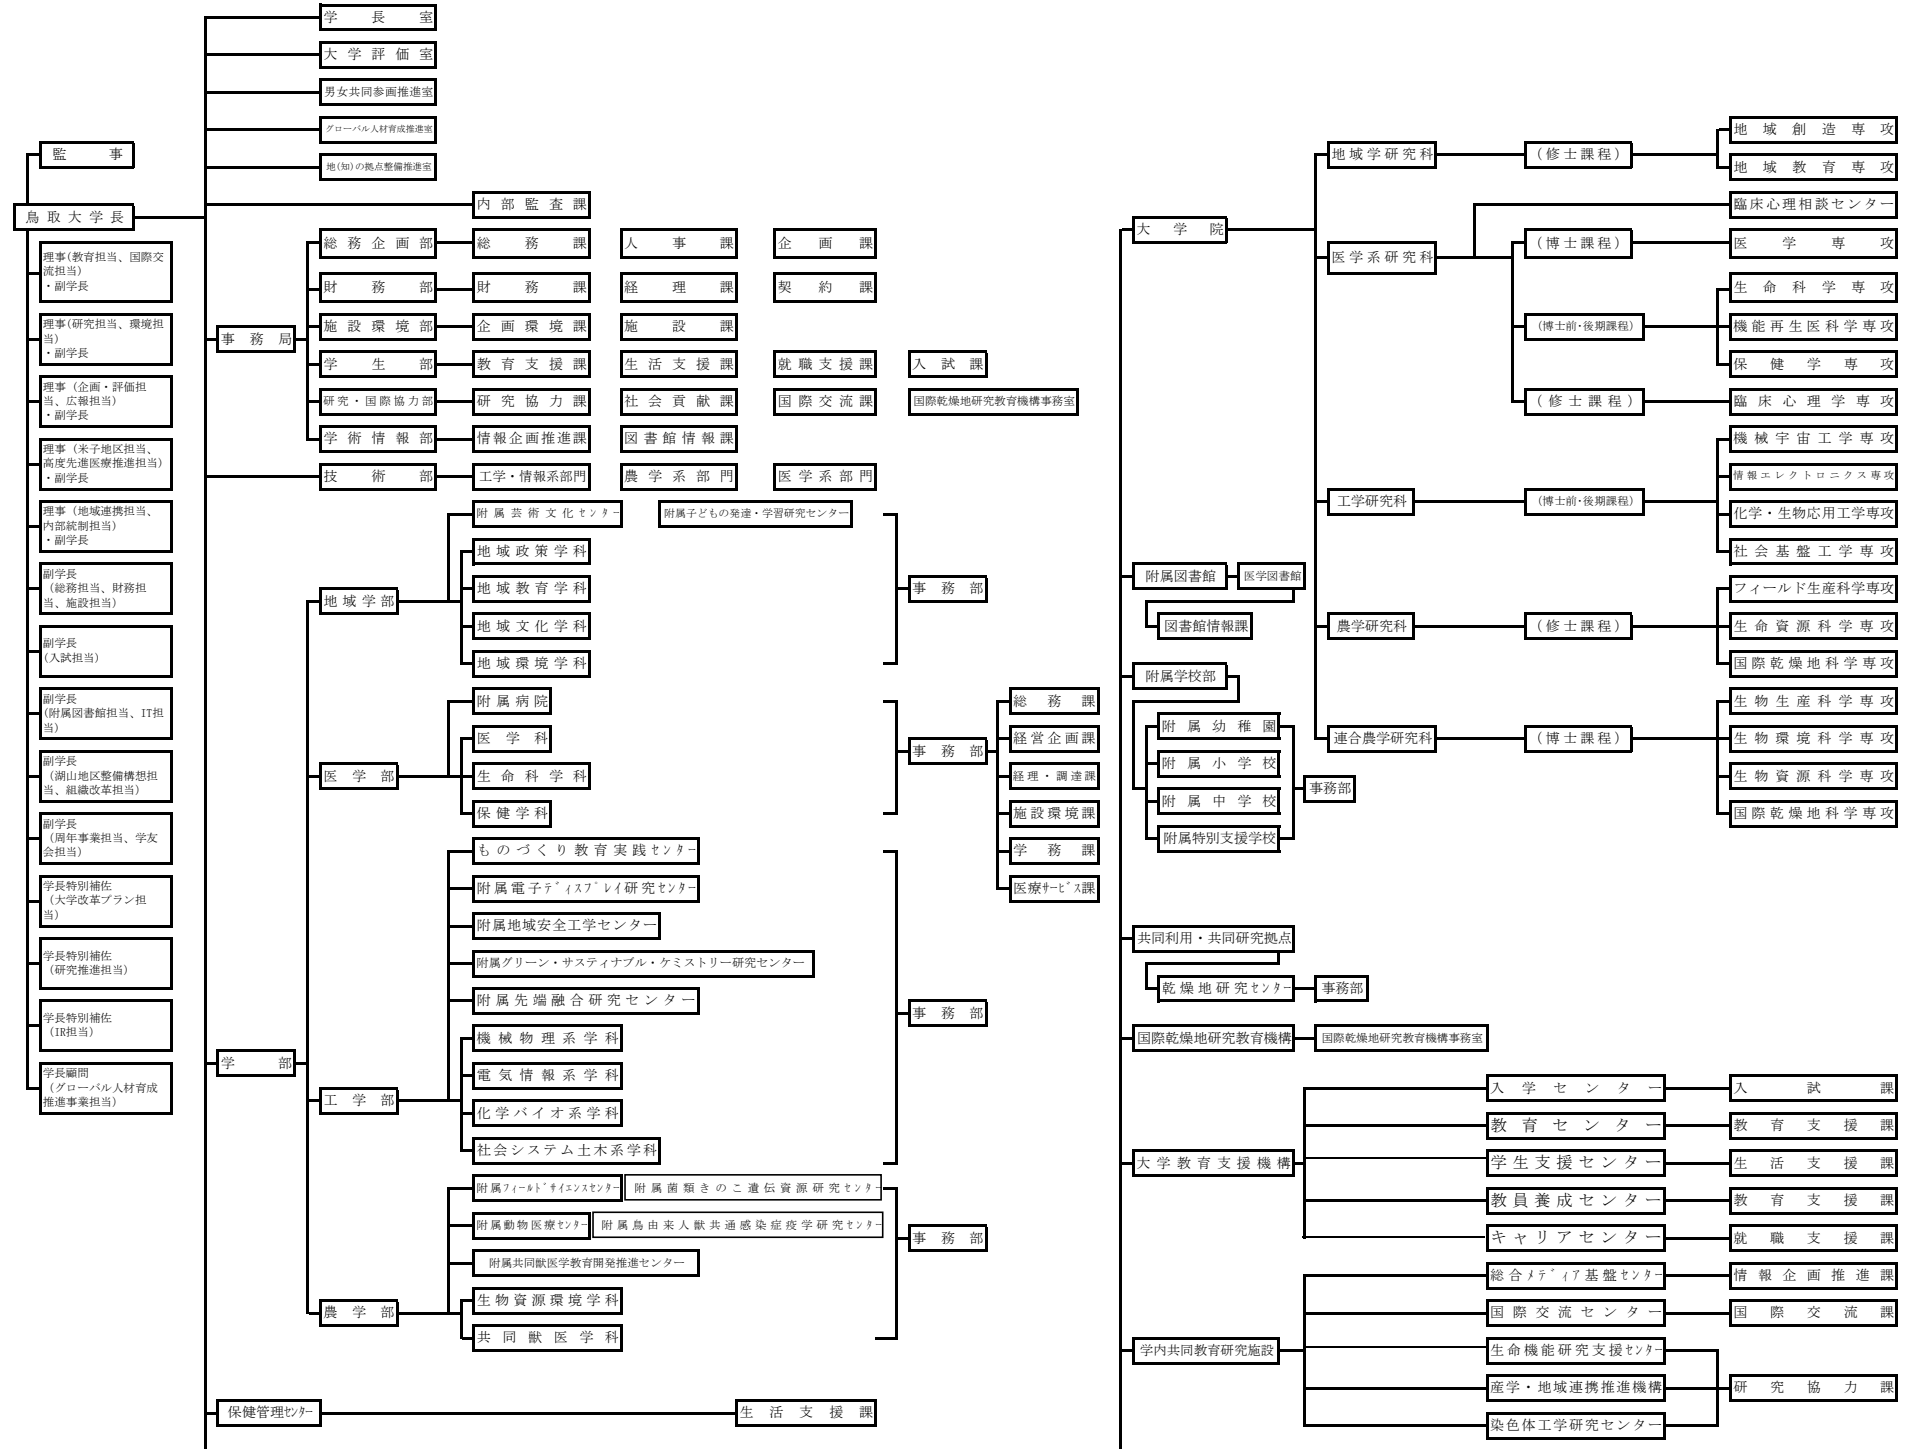 学長室
大学評価室
男女共同参画推進室
グローバル人材育成推進室
地(知)の拠点整備推進室
監事
鳥取大学長
理事(教育担当、国際交
流担当)
・副学長
理事(研究担当、環境担
当)
・副学長
理事（企画・評価担
当、広報担当)
・副学長
理事（米子地区担当、
高度先進医療推進担当)
・副学長
理事（地域連携担当、
内部統制担当)
・副学長
副学長
（総務担当、財務担
当、施設担当)
副学長
(入試担当)
副学長
(附属図書館担当、IT担
当)
副学長
（湖山地区整備構想担
当、組織改革担当)
副学長
（周年事業担当、学友
会担当)
学長特別補佐
（大学改革プラン担
当)
学長特別補佐
（研究推進担当)
学長特別補佐
（IR担当)
学長顧問
（グローバル人材育成
推進事業担当)
内部監査課
事務局
総務企画部 総務課 人事課 企画課
財務部 財務課 経理課 契約課
施設環境部 企画環境課 施設課
学生部 教育支援課 生活支援課 就職支援課 入試課
研究・国際協力部 研究協力課 社会貢献課 国際交流課 国際乾燥地研究教育機構事務室
学術情報部 情報企画推進課 図書館情報課
技術部 工学・情報系部門 農学系部門 医学系部門
学部
地域学部
附属芸術文化センター 附属子どもの発達・学習研究センター
地域政策学科
地域教育学科
地域文化学科
地域環境学科
事務部
医学部
附属病院
医学科
生命科学科
保健学科
事務部
総務課
経営企画課
経理・調達課
施設環境課
学務課
医療サービス課
工学部
ものづくり教育実践センター
附属電子ディスプレイ研究センター
附属地域安全工学センター
附属グリーン・サスティナブル・ケミストリー研究センター
附属先端融合研究センター
機械物理系学科
電気情報系学科
化学バイオ系学科
社会システム土木系学科
事務部
農学部
附属フィールドサイエンスセンター 附属菌類きのこ遺伝資源研究センター
附属動物医療センター 附属鳥由来人獣共通感染症疫学研究センター
附属共同獣医学教育開発推進センター
生物資源環境学科
共同獣医学科
事務部
保健管理センター 生活支援課
大学院
地域学研究科 (修士課程)
地域創造専攻
地域教育専攻
医学系研究科
臨床心理相談センター
(博士課程) 医学専攻
(博士前・後期課程)
生命科学専攻
機能再生医科学専攻
保健学専攻
(修士課程) 臨床心理学専攻
工学研究科 (博士前・後期課程)
機械宇宙工学専攻
情報エレクトロニクス専攻
化学・生物応用工学専攻
社会基盤工学専攻
農学研究科 (修士課程)
フィールド生産科学専攻
生命資源科学専攻
国際乾燥地科学専攻
連合農学研究科 (博士課程)
生物生産科学専攻
生物環境科学専攻
生物資源科学専攻
国際乾燥地科学専攻
附属図書館 医学図書館
図書館情報課
附属学校部
附属幼稚園
附属小学校
附属中学校
附属特別支援学校
事務部
共同利用・共同研究拠点
乾燥地研究センター 事務部
国際乾燥地研究教育機構 国際乾燥地研究教育機構事務室
大学教育支援機構
入学センター 入試課
教育センター 教育支援課
学生支援センター 生活支援課
教員養成センター 教育支援課
キャリアセンター 就職支援課
学内共同教育研究施設
総合メディア基盤センター 情報企画推進課
国際交流センター 国際交流課
生命機能研究支援センター
産学・地域連携推進機構 研究協力課
染色体工学研究センター